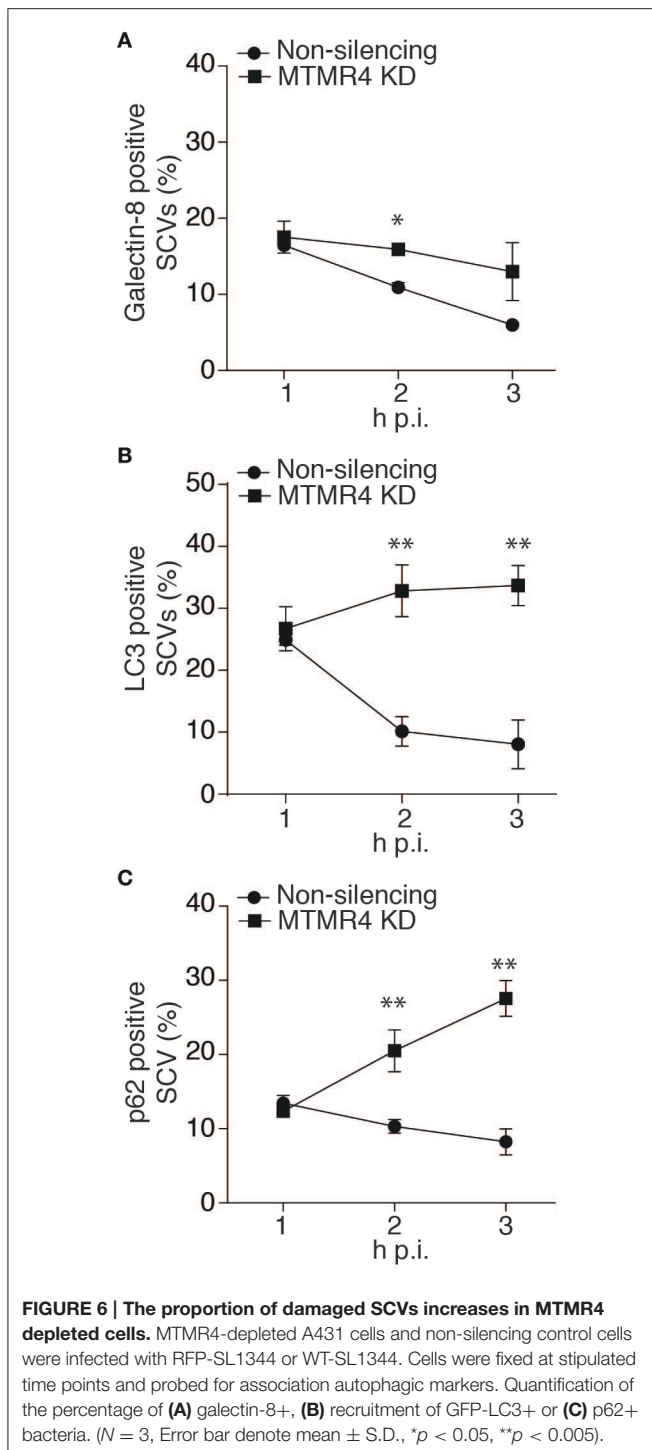 A
Non-silencing
MTMR4 KD
Galectin-8 positive
SCVs (%)
40
30
20
10
0
*
1 2 3
h p.i.
B
Non-silencing
MTMR4 KD
LC3 positive
SCVs (%)
50
40
30
20
10
0
** **
1 2 3
h p.i.
C
Non-silencing
MTMR4 KD
p62 positive
SCV (%)
40
30
20
10
0
** **
1 2 3
h p.i.
FIGURE 6 | The proportion of damaged SCVs increases in MTMR4
depleted cells. MTMR4-depleted A431 cells and non-silencing control cells
were infected with RFP-SL1344 or WT-SL1344. Cells were fixed at stipulated
time points and probed for association autophagic markers. Quantification of
the percentage of (A) galectin-8+, (B) recruitment of GFP-LC3+ or (C) p62+
bacteria. (N = 3, Error bar denote mean ± S.D., *p < 0.05, **p < 0.005).